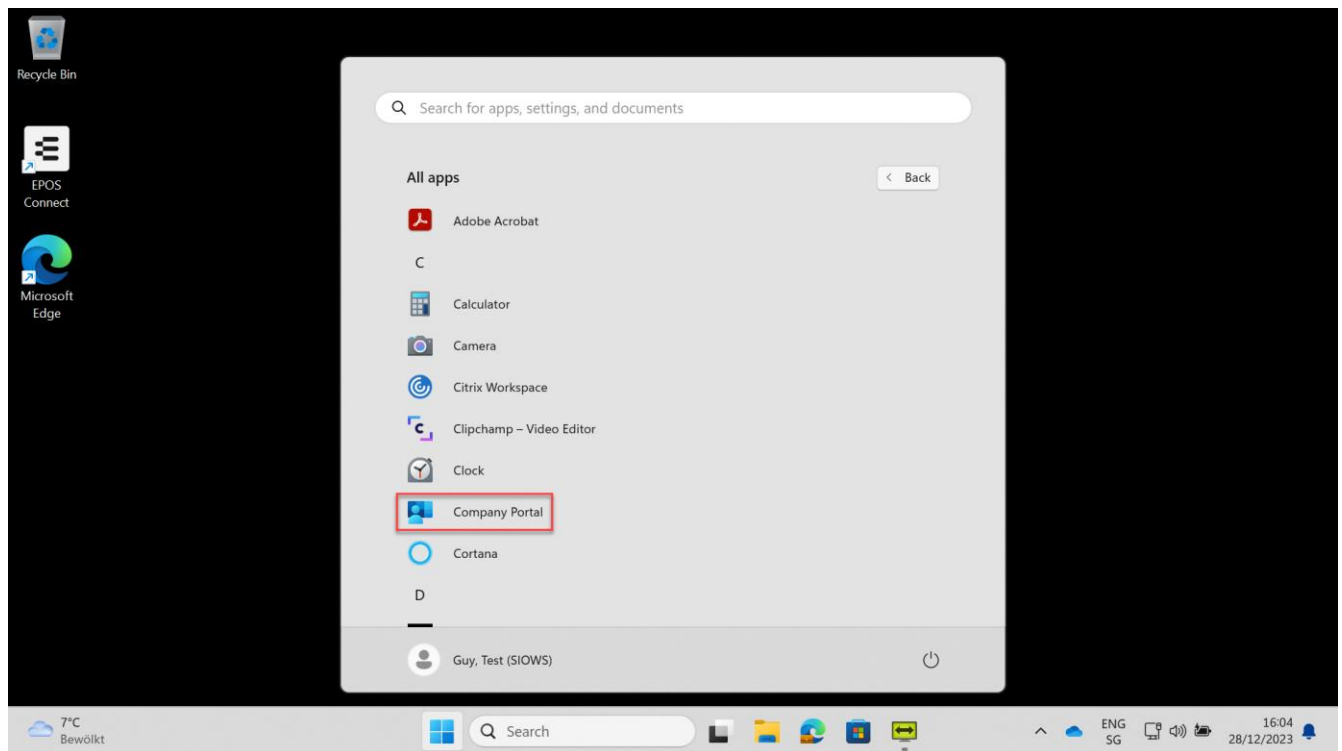 Recycle Bin
EPOS
Connect
Microsoft
Edge
Search for apps, settings, and documents
All apps
Back
Adobe Acrobat
C
Calculator
Camera
Citrix Workspace
Clipchamp – Video Editor
Clock
Company Portal
Cortana
D
Guy, Test (SIOWS)
7°C
Bewölkt
Search
ENG
SG
16:04
28/12/2023